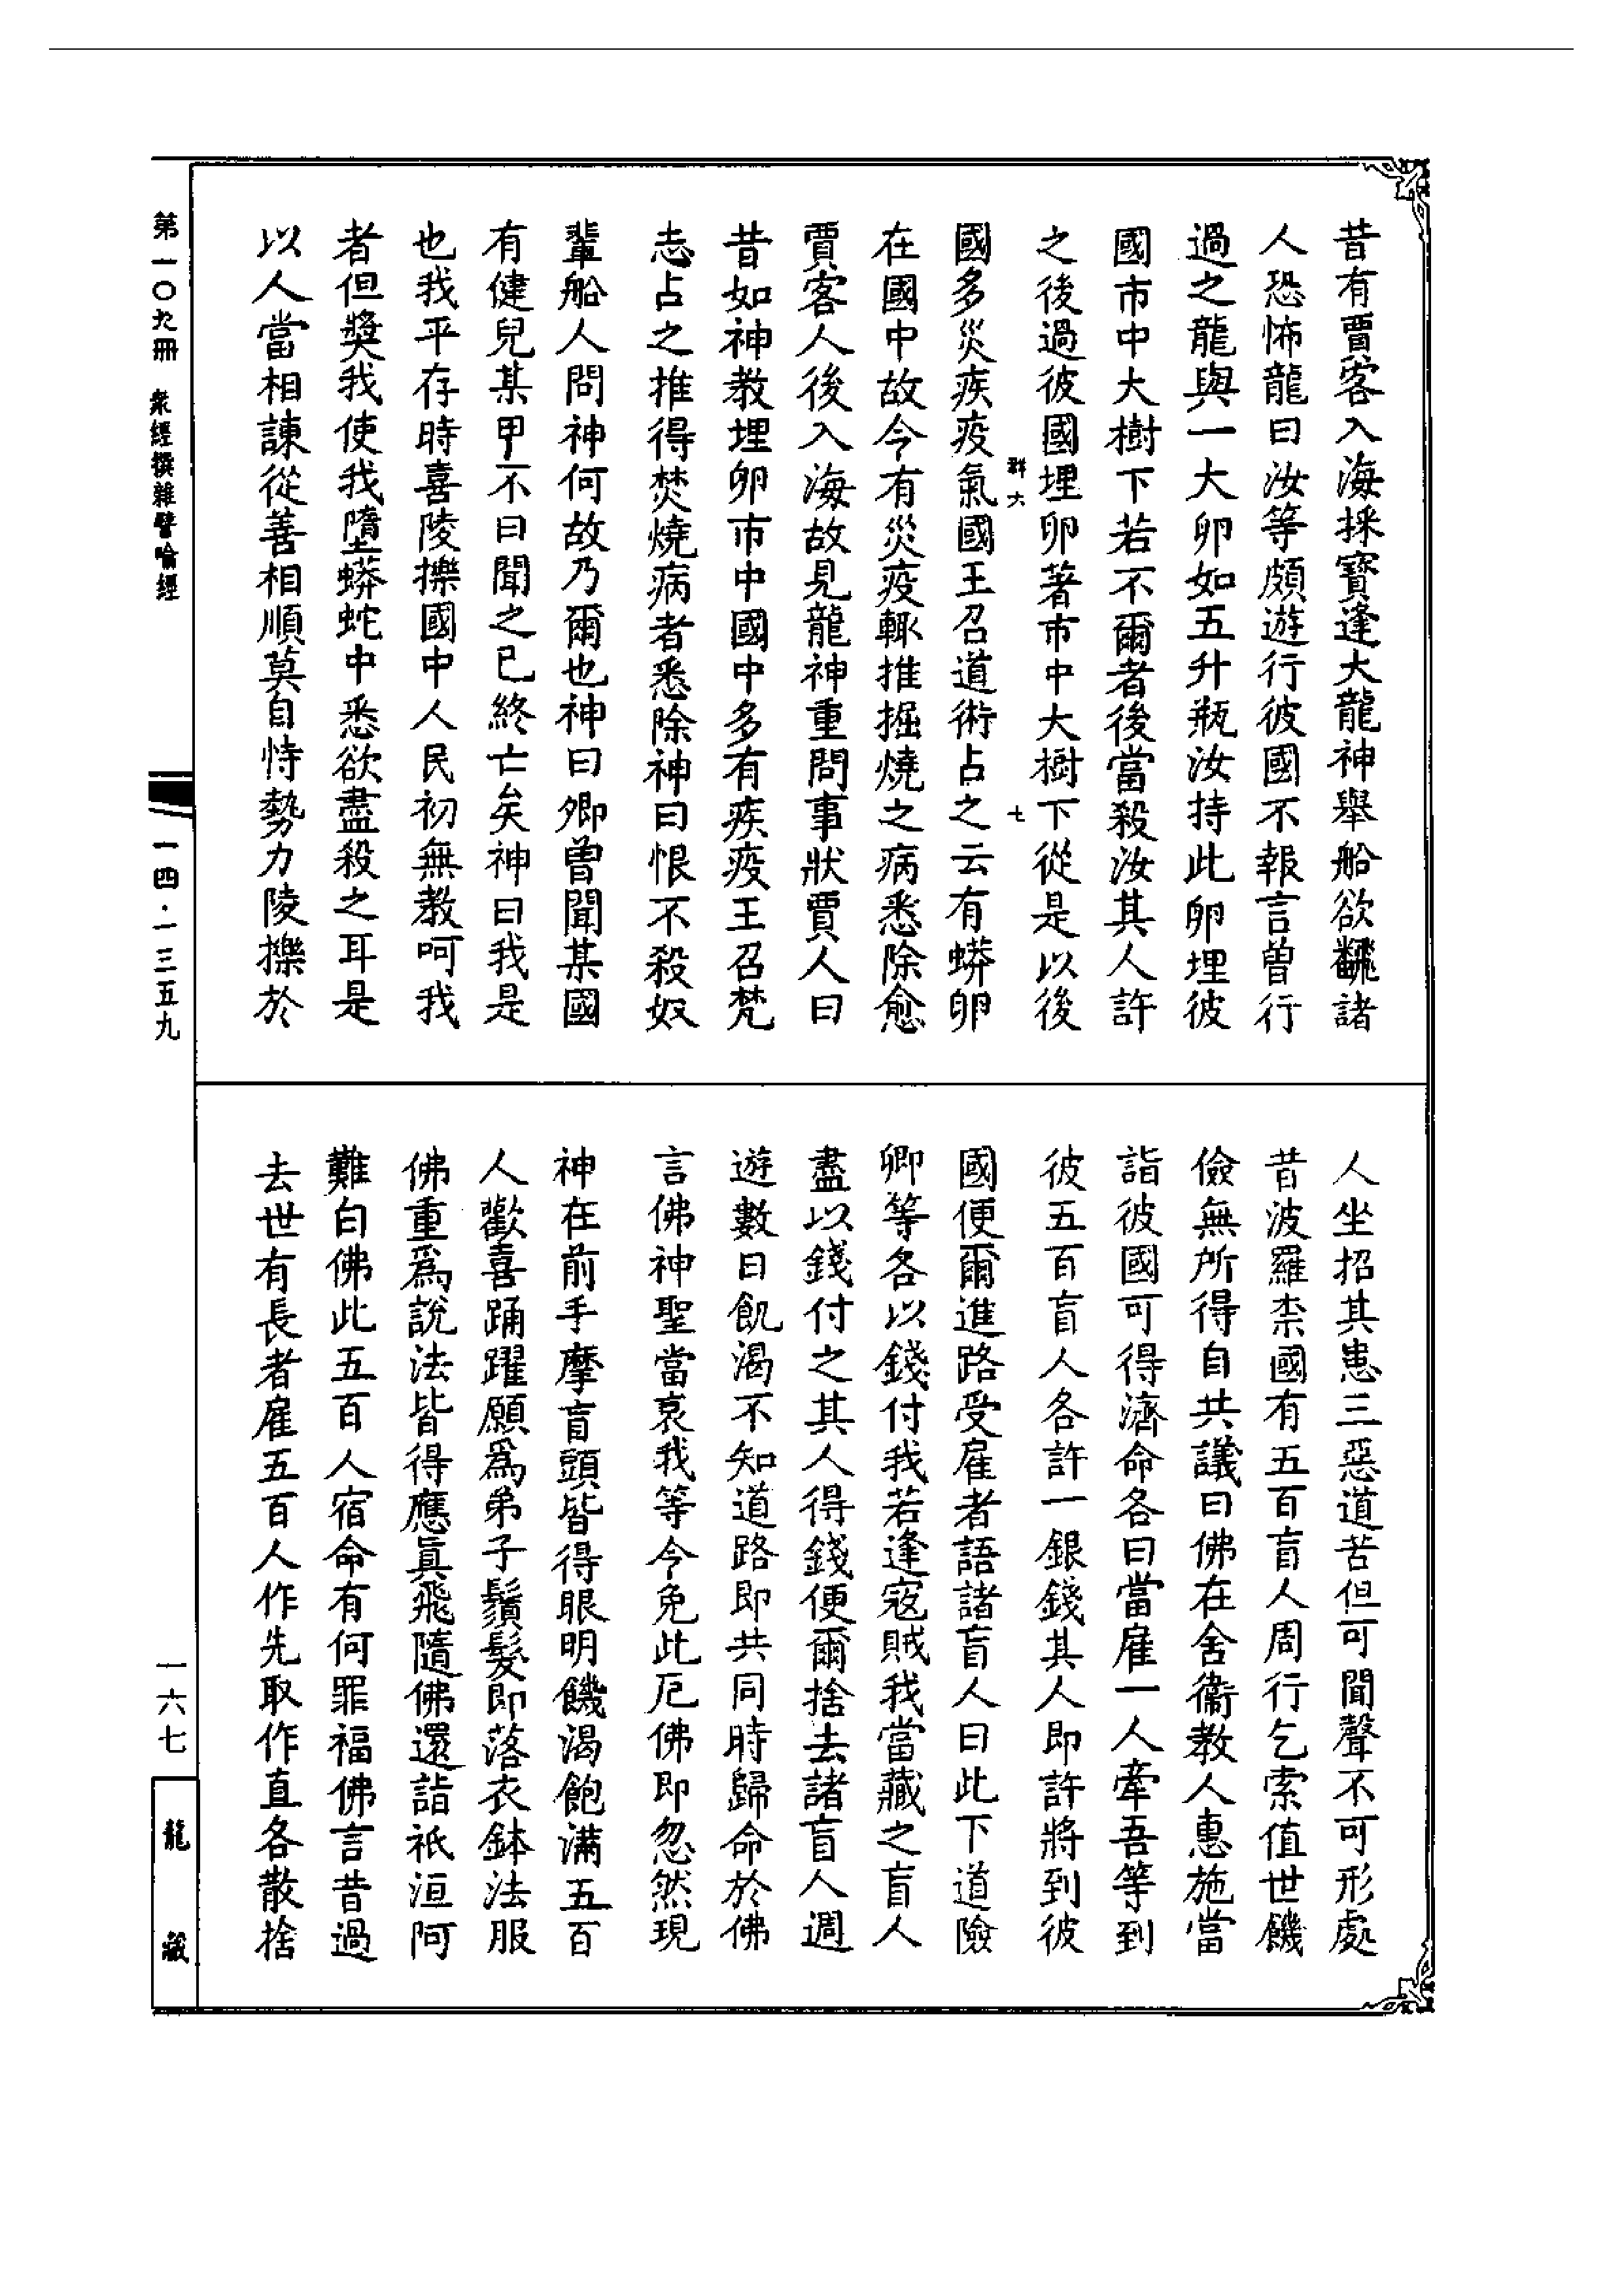 昔有賈客入海採寶逢大龍神舉船欲飜諸
人恐怖龍曰汝等頗遊行彼國不報言曾行
過之龍與一大卵如五升瓶汝持此卵埋彼
國市中大樹下若不爾者後當殺汝其人許
之後過彼國埋卵著市中大樹下從是以後
群六 七
國多災疾疫氣國王召道術占之云有蟒卵
在國中故今有災疫輒推掘燒之病悉除愈
賈客人後入海故見龍神重問事狀賈人曰
昔如神教埋卵市中國中多有疾疫王召梵
志占之推得焚燒病者悉除神曰恨不殺奴
輩船人問神何故乃爾也神曰卿曾聞某國
有健兒某甲不曰聞之已終亡矣神曰我是
也我平存時喜陵擽國中人民初無教呵我
者但獎我使我墮蟒蛇中悉欲盡殺之耳是
以人當相諫從善相順莫自恃勢力陵擽於
人坐招其患三惡道苦但可聞聲不可形處
昔波羅柰國有五百盲人周行乞索值世饑
儉無所得自共議曰佛在舍衞教人惠施當
詣彼國可得濟命各曰當雇一人牽吾等到
彼五百盲人各許一銀錢其人即許將到彼
國便爾進路受雇者語諸盲人曰此下道險
卿等各以錢付我若逢寇賊我當藏之盲人
盡以錢付之其人得錢便爾捨去諸盲人週
遊數日飢渴不知道路即共同時歸命於佛
言佛神聖當哀我等今免此厄佛即忽然現
神在前手摩盲頭皆得眼明饑渴飽滿五百
人歡喜踊躍願爲弟子鬚髮即落衣鉢法服
佛重爲說法皆得應眞飛隨佛還詣祇洹阿
難白佛此五百人宿命有何罪福佛言昔過
去世有長者雇五百人作先取作直各散捨
第一〇九冊 衆經撰雜譬喻經
一四·一三五九
一六七
龍藏